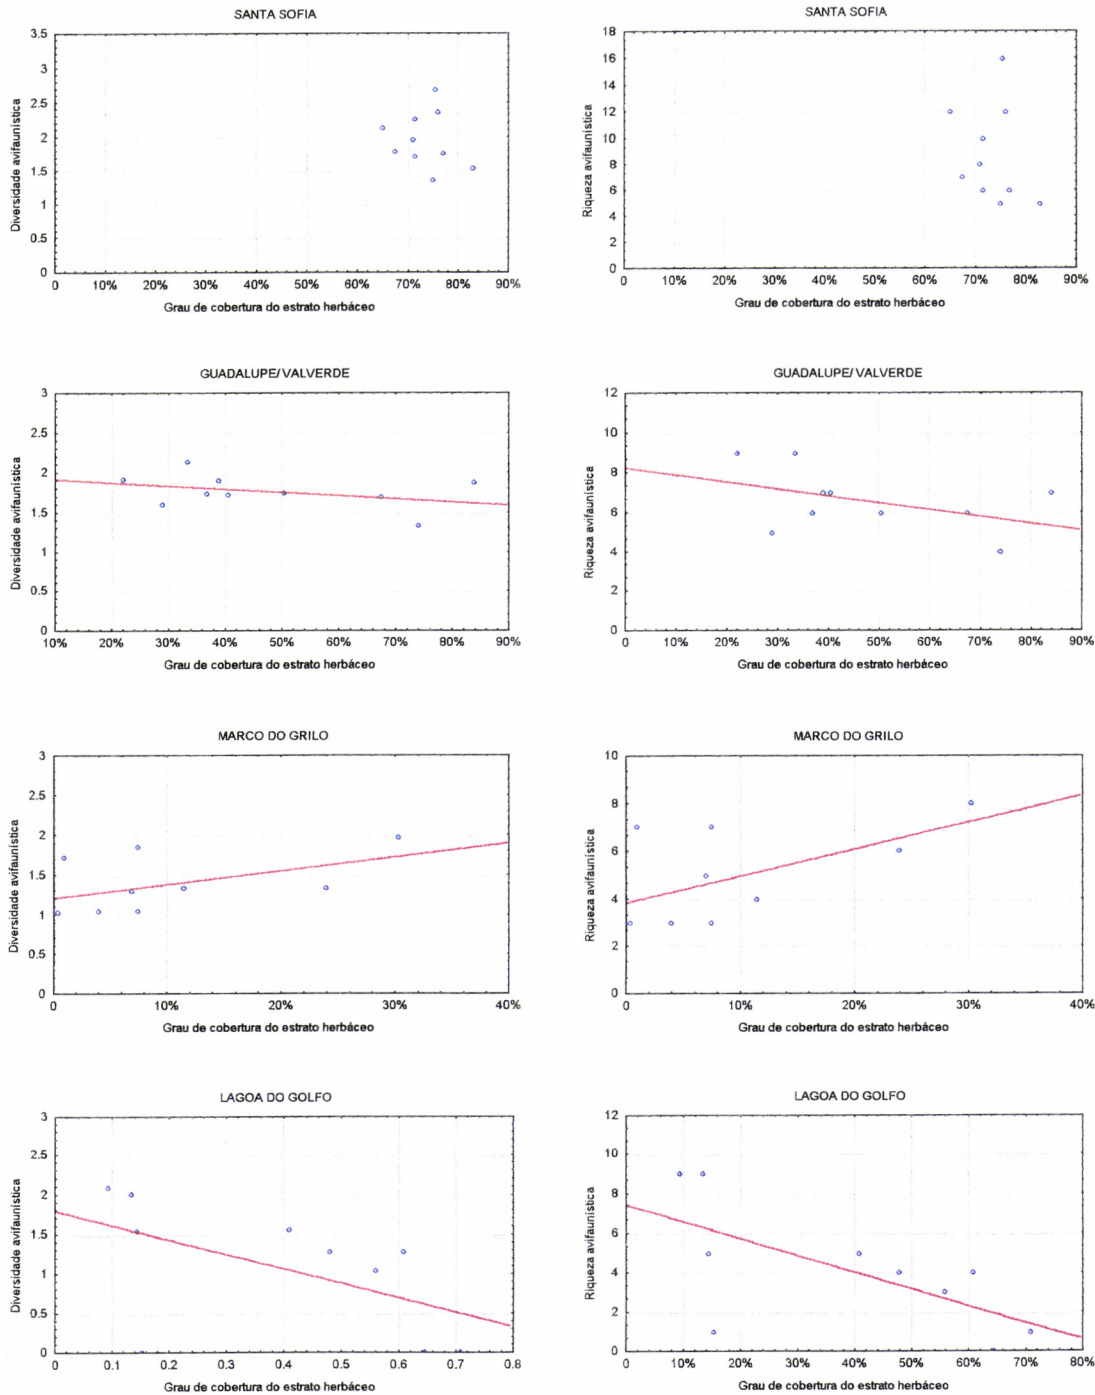 SANTA SOFIA
3.5
3
2.5
2
1.5
1
0.5
0
Diversidade avifaunística
0 10% 20% 30% 40% 50% 60% 70% 80% 90%
Grau de cobertura do estrato herbáceo
SANTA SOFIA
18
16
14
12
10
8
6
4
2
0
Riqueza avifaunística
0 10% 20% 30% 40% 50% 60% 70% 80% 90%
Grau de cobertura do estrato herbáceo
GUADALUPE/ VALVERDE
3
2.5
2
1.5
1
0.5
0
Diversidade avifaunística
10% 20% 30% 40% 50% 60% 70% 80% 90%
Grau de cobertura do estrato herbáceo
GUADALUPE/ VALVERDE
12
10
8
6
4
2
0
Riqueza avifaunística
0 10% 20% 30% 40% 50% 60% 70% 80% 90%
Grau de cobertura do estrato herbáceo
MARCO DO GRILO
3
2.5
2
1.5
1
0.5
0
Diversidade avifaunística
0 10% 20% 30% 40%
Grau de cobertura do estrato herbáceo
MARCO DO GRILO
10
8
6
4
2
0
Riqueza avifaunística
0 10% 20% 30% 40%
Grau de cobertura do estrato herbáceo
LAGOA DO GOLFO
3
2.5
2
1.5
1
0.5
0
Diversidade avifaunística
0 0.1 0.2 0.3 0.4 0.5 0.6 0.7 0.8
Grau de cobertura do estrato herbáceo
LAGOA DO GOLFO
12
10
8
6
4
2
0
Riqueza avifaunística
0 10% 20% 30% 40% 50% 60% 70% 80%
Grau de cobertura do estrato herbáceo